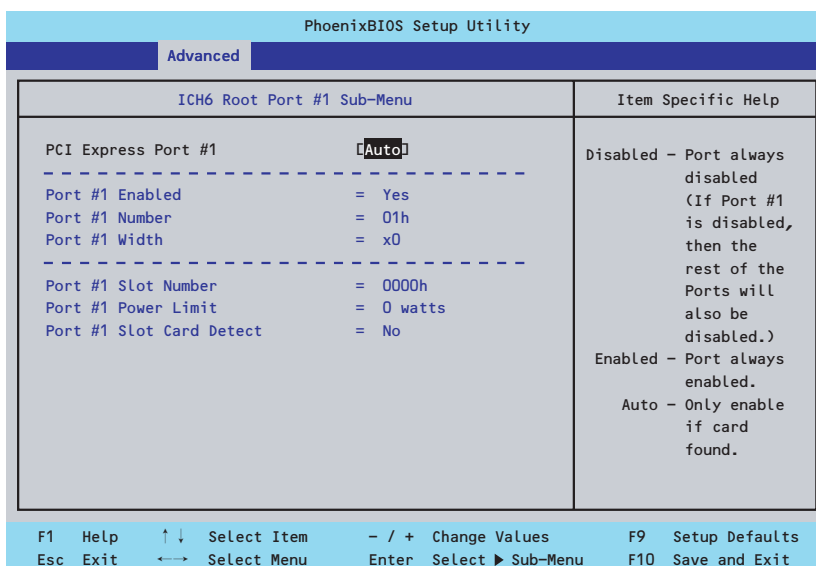 PhoenixBIOS Setup Utility
Advanced
ICH6 Root Port #1 Sub-Menu
PCI Express Port #1 [Auto]
Port #1 Enabled = Yes
Port #1 Number = 01h
Port #1 Width = x0
Port #1 Slot Number = 0000h
Port #1 Power Limit = 0 watts
Port #1 Slot Card Detect = No
Item Specific Help
Disabled – Port always
disabled
(If Port #1
is disabled,
then the
rest of the
Ports will
also be
disabled.)
Enabled – Port always
enabled.
Auto – Only enable
if card
found.
F1 Help ↑↓ Select Item – / + Change Values F9 Setup Defaults
Esc Exit ←→ Select Menu Enter Select ▶ Sub-Menu F10 Save and Exit